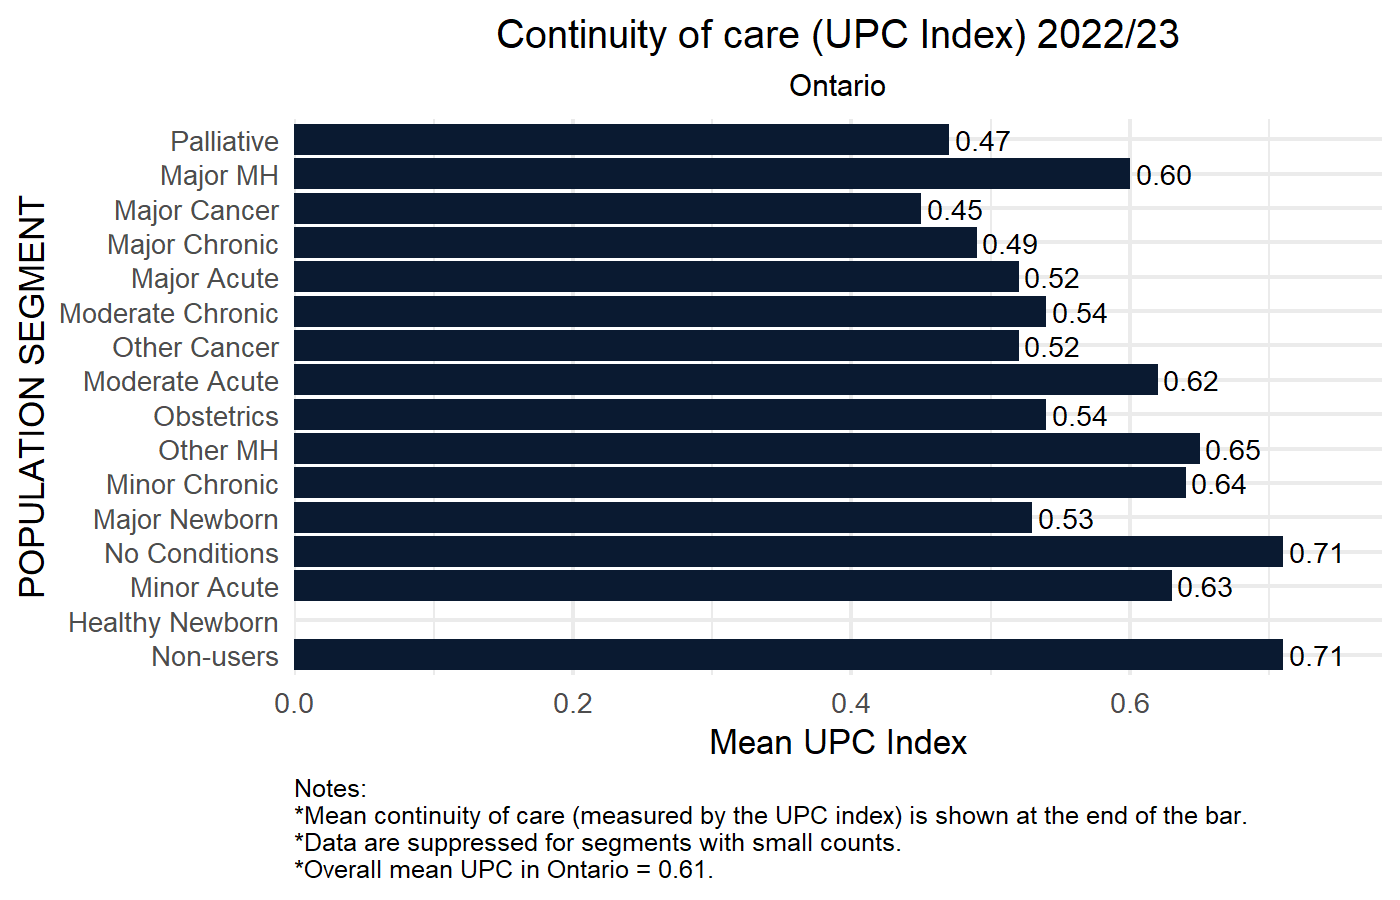 Continuity of care (UPC Index) 2022/23
Ontario
POPULATION SEGMENT
Palliative 0.47
Major MH 0.60
Major Cancer 0.45
Major Chronic 0.49
Major Acute 0.52
Moderate Chronic 0.54
Other Cancer 0.52
Moderate Acute 0.62
Obstetrics 0.54
Other MH 0.65
Minor Chronic 0.64
Major Newborn 0.53
No Conditions 0.71
Minor Acute 0.63
Healthy Newborn
Non-users 0.71
0.0 0.2 0.4 0.6
Mean UPC Index
Notes:
*Mean continuity of care (measured by the UPC index) is shown at the end of the bar.
*Data are suppressed for segments with small counts.
*Overall mean UPC in Ontario = 0.61.